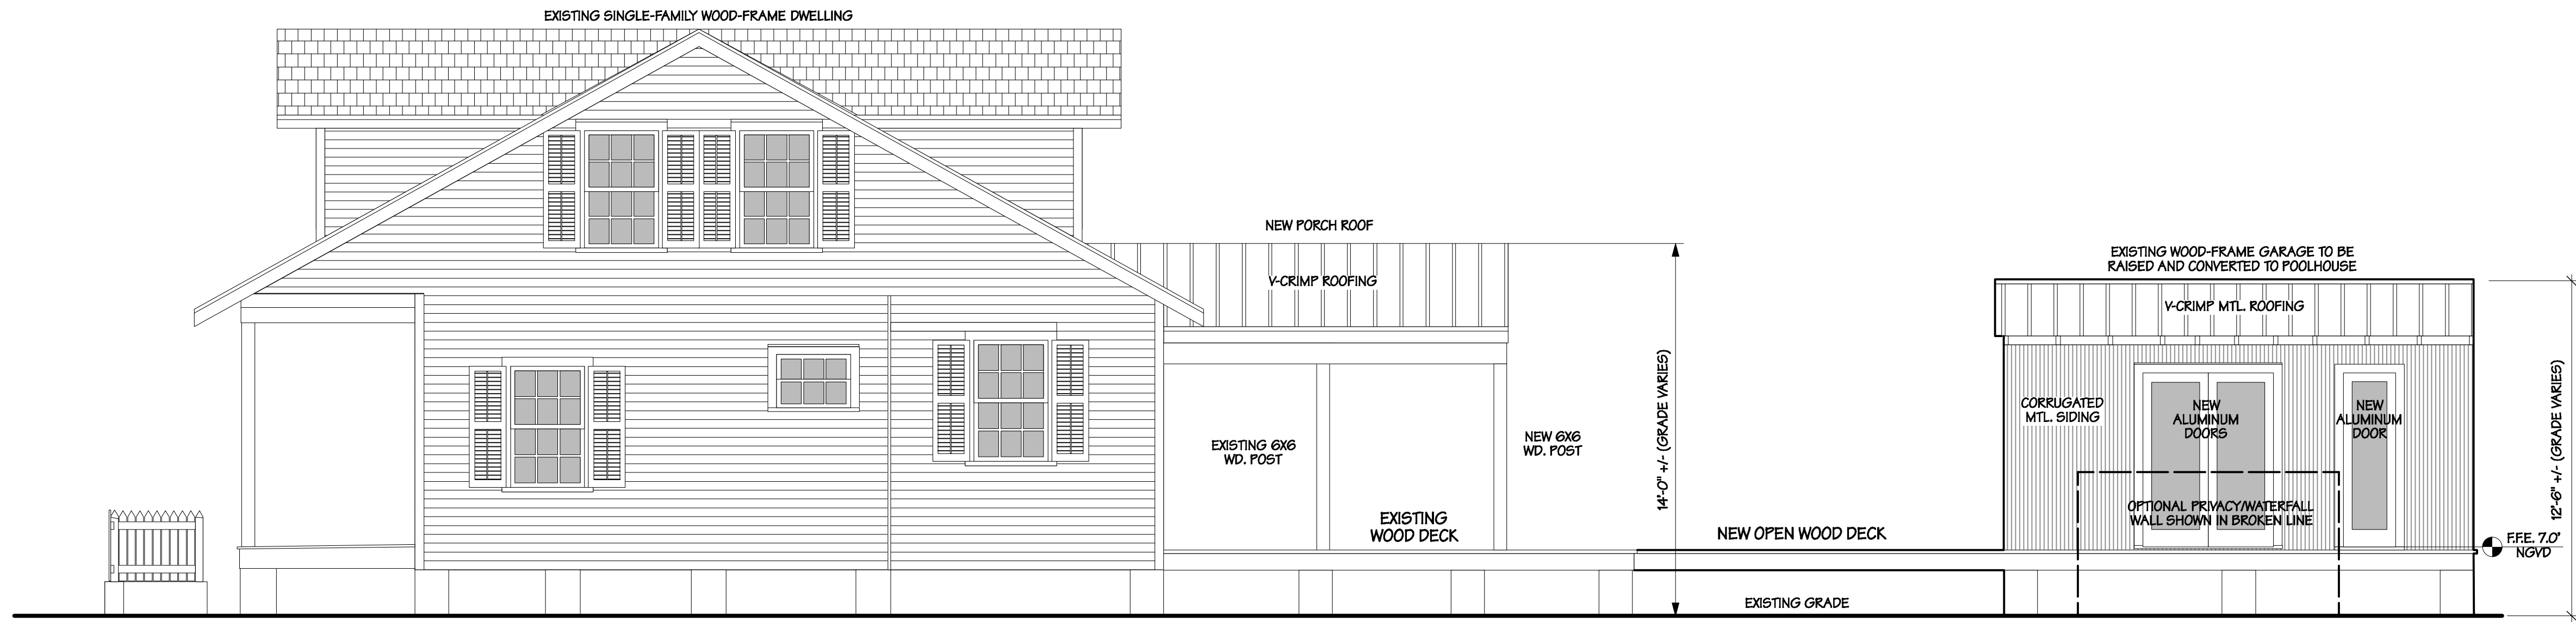 EXISTING SINGLE-FAMILY WOOD-FRAME DWELLING
NEW PORCH ROOF
V-CRIMP ROOFING
EXISTING WOOD-FRAME GARAGE TO BE
RAISED AND CONVERTED TO POOLHOUSE
V-CRIMP MTL. ROOFING
EXISTING 6X6
WD. POST
NEW 6X6
WD. POST
14'-0" +/- (GRADE VARIES)
CORRUGATED
MTL. SIDING
NEW
ALUMINUM
DOORS
NEW
ALUMINUM
DOOR
12'-6" +/- (GRADE VARIES)
EXISTING
WOOD DECK
NEW OPEN WOOD DECK
OPTIONAL PRIVACY/WATERFALL
WALL SHOWN IN BROKEN LINE
F.F.E. 7.0'
NGVD
EXISTING GRADE